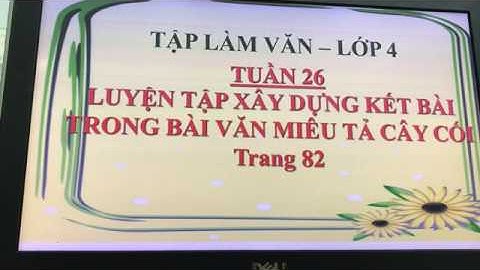 TẬP LÀM VĂN – LỚP 4
TUẦN 26
LUYỆN TẬP XÂY DỰNG KẾT BÀI
TRONG BÀI VĂN MIÊU TẢ CÂY CỐI
Trang 82
DELL